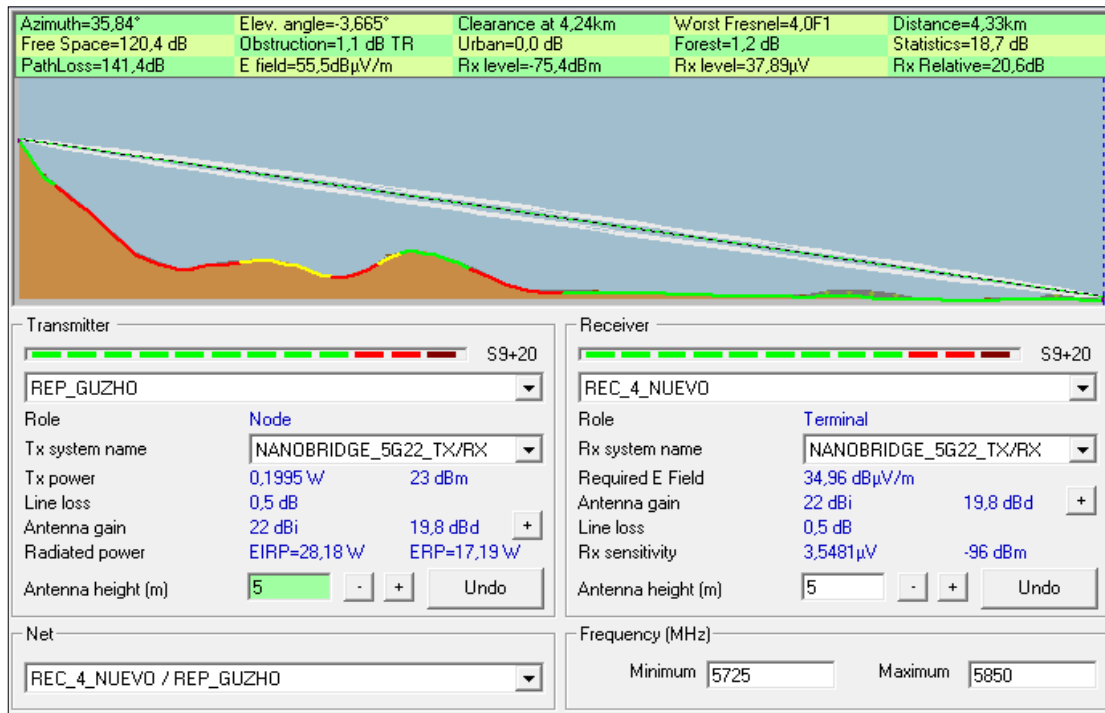 Azimuth=35,84° Elev. angle=-3,665° Clearance at 4,24km Worst Fresnel=4,0F1 Distance=4,33km
Free Space=120,4 dB Obstruction=1,1 dB TR Urban=0,0 dB Forest=1,2 dB Statistics=18,7 dB
PathLoss=141,4dB E field=55,5dBµV/m Rx level=-75,4dBm Rx level=37,89µV Rx Relative=20,6dB
Transmitter
S9+20
REP_GUZHO
Role Node
Tx system name NANOBRIDGE_5G22_TX/RX
Tx power 0,1995 W 23 dBm
Line loss 0,5 dB
Antenna gain 22 dBi 19,8 dBd +
Radiated power EIRP=28,18 W ERP=17,19 W
Antenna height (m) 5 - + Undo
Net
REC_4_NUEVO / REP_GUZHO
Receiver
S9+20
REC_4_NUEVO
Role Terminal
Rx system name NANOBRIDGE_5G22_TX/RX
Required E Field 34,96 dBµV/m
Antenna gain 22 dBi 19,8 dBd +
Line loss 0,5 dB
Rx sensitivity 3,5481µV -96 dBm
Antenna height (m) 5 - + Undo
Frequency (MHz)
Minimum 5725 Maximum 5850